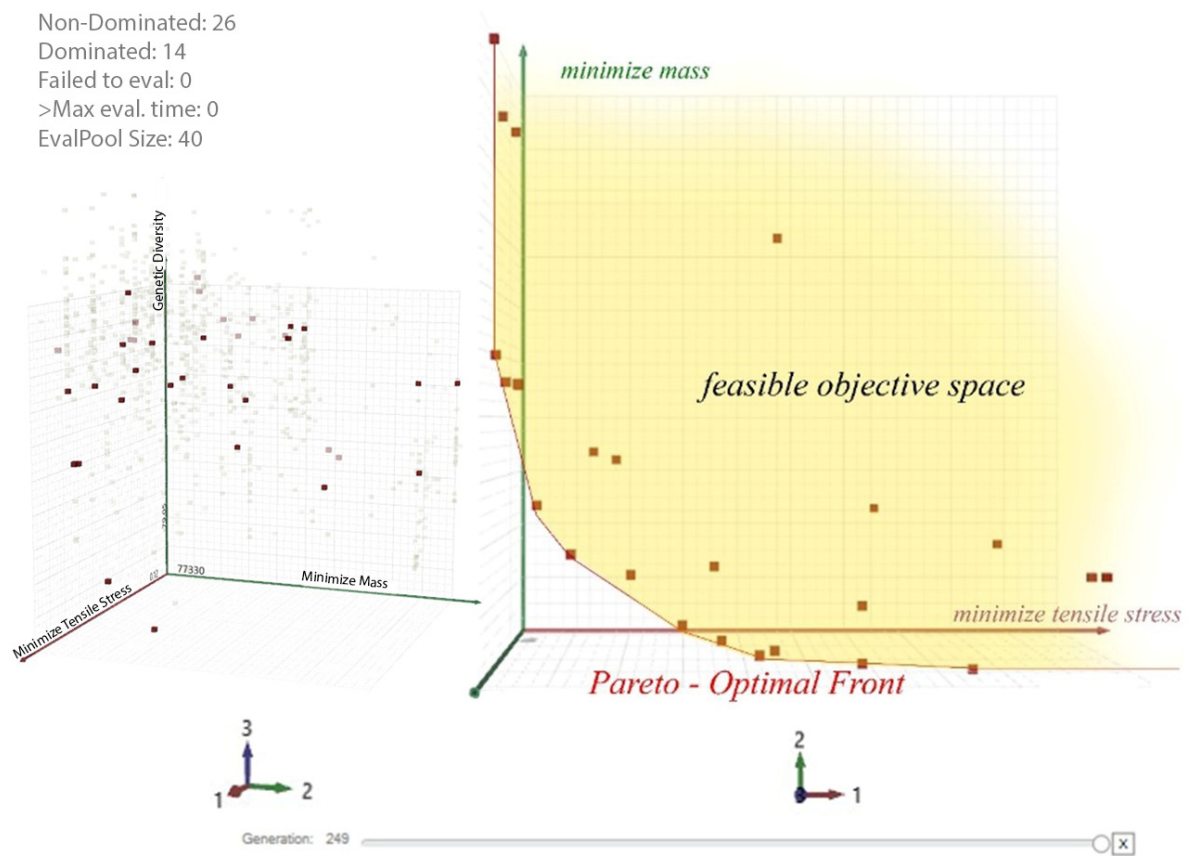 Non-Dominated: 26
Dominated: 14
Failed to eval: 0
>Max eval. time: 0
EvalPool Size: 40
minimize mass
Genetic Diversity
feasible objective space
77330
Minimize Mass
Minimize Tensile Stress
minimize tensile stress
Pareto - Optimal Front
3
1
2
2
1
Generation: 249
x